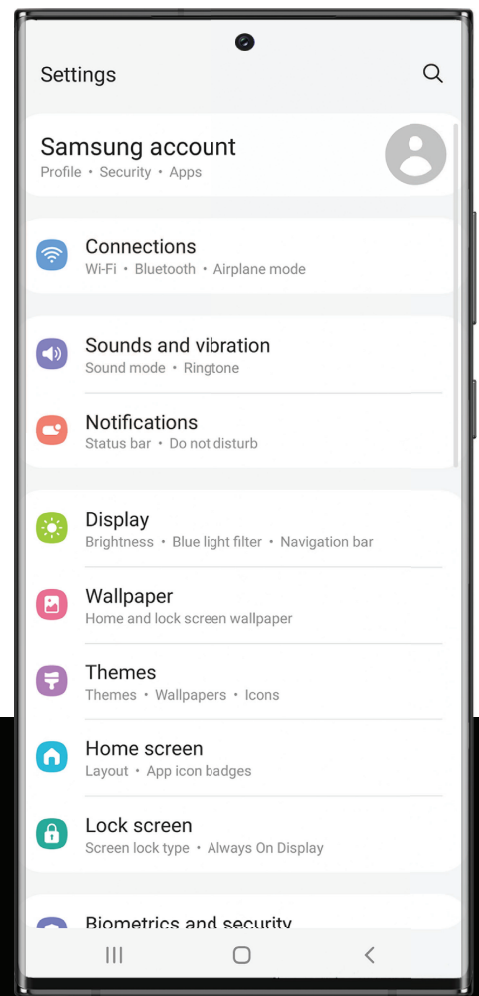 Settings
Samsung account
Profile • Security • Apps
Connections
Wi-Fi • Bluetooth • Airplane mode
Sounds and vibration
Sound mode • Ringtone
Notifications
Status bar • Do not disturb
Display
Brightness • Blue light filter • Navigation bar
Wallpaper
Home and lock screen wallpaper
Themes
Themes • Wallpapers • Icons
Home screen
Layout • App icon badges
Lock screen
Screen lock type • Always On Display
Biometrics and security